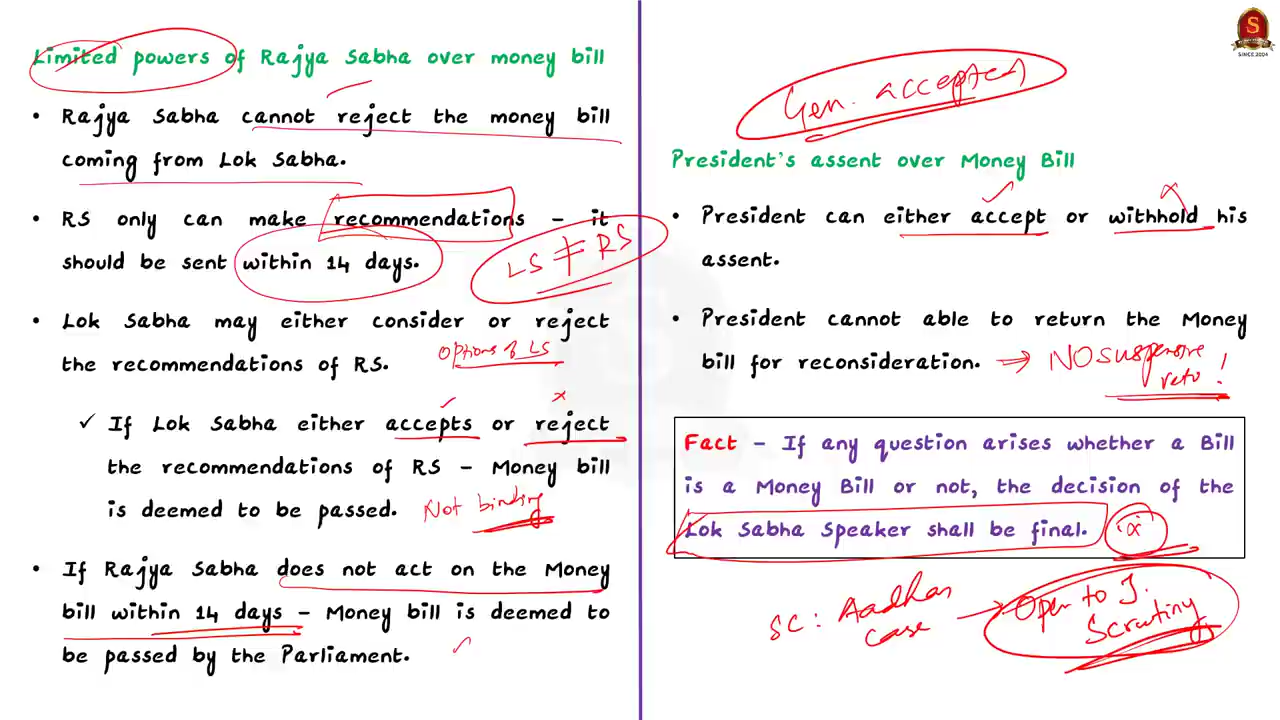 Limited powers of Rajya Sabha over money bill
• Rajya Sabha cannot reject the money bill
coming from Lok Sabha.
• RS only can make recommendations – it
should be sent within 14 days.
LS ≠ RS
• Lok Sabha may either consider or reject
the recommendations of RS.
Options of LS
✓ If Lok Sabha either accepts or reject
the recommendations of RS – Money bill
is deemed to be passed.
Not binding
• If Rajya Sabha does not act on the Money
bill within 14 days – Money bill is deemed to
be passed by the Parliament.
S
SINCE 2004
Gen. accepted
President's assent over Money Bill
• President can either accept or withhold his
assent.
• President cannot able to return the Money
bill for reconsideration.
→ NO suspensive
veto!
Fact – If any question arises whether a Bill
is a Money Bill or not, the decision of the
Lok Sabha Speaker shall be final.
SC: Aadhar
case
→ Open to J.
Scrutiny